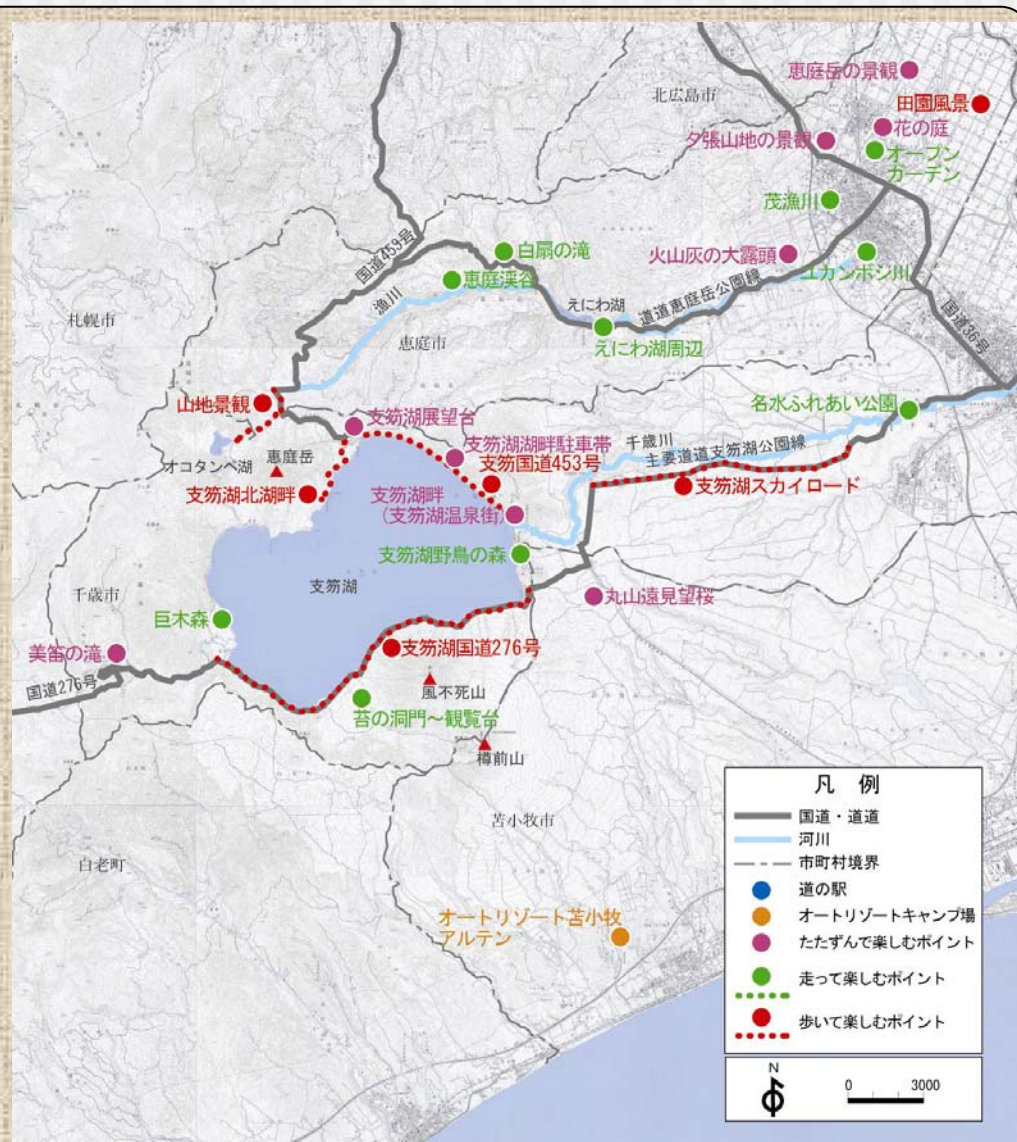 恵庭岳の景観
北広島市
田園風景
花の庭
夕張山地の景観
オープン
ガーデン
茂漁川
国道453号
白扇の滝
火山灰の大露頭
ユカンボシ川
恵庭渓谷
漁川
えにわ湖
道道恵庭岳公園線
札幌市
恵庭市
えにわ湖周辺
国道36号
山地景観
支笏湖展望台
名水ふれあい公園
千歳川
支笏湖湖畔駐車帯
主要道道支笏湖公園線
オコタンペ湖
恵庭岳
支笏国道453号
支笏湖北湖畔
支笏湖畔
(支笏湖温泉街)
支笏湖スカイロード
支笏湖野鳥の森
支笏湖
千歳市
丸山遠見望桜
巨木森
美笛の滝
支笏湖国道276号
国道276号
風不死山
苔の洞門～観覧台
樽前山
苫小牧市
白老町
オートリゾート苫小牧
アルテン
凡 例
国道・道道
河川
市町村境界
道の駅
オートリゾートキャンプ場
たたずんで楽しむポイント
走って楽しむポイント
歩いて楽しむポイント
N
0 3000